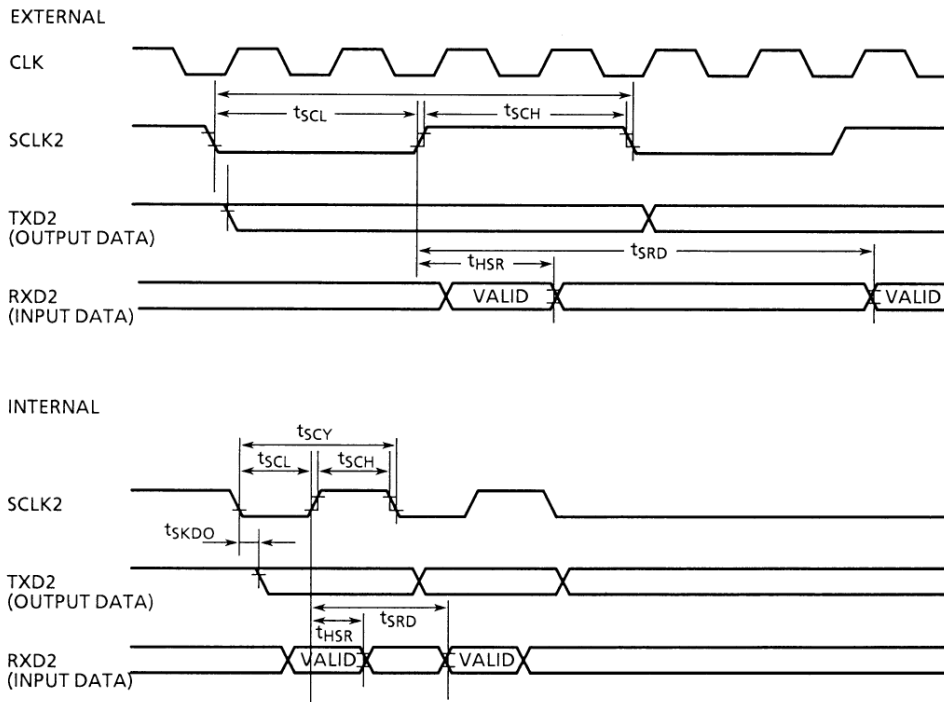 EXTERNAL
CLK
tSCL
tSCH
SCLK2
TXD2
(OUTPUT DATA)
tSRD
tHSR
RXD2
(INPUT DATA)
VALID
VALID
INTERNAL
tSCY
tSCL
tSCH
SCLK2
tSKDO
TXD2
(OUTPUT DATA)
tSRD
tHSR
RXD2
(INPUT DATA)
VALID
VALID